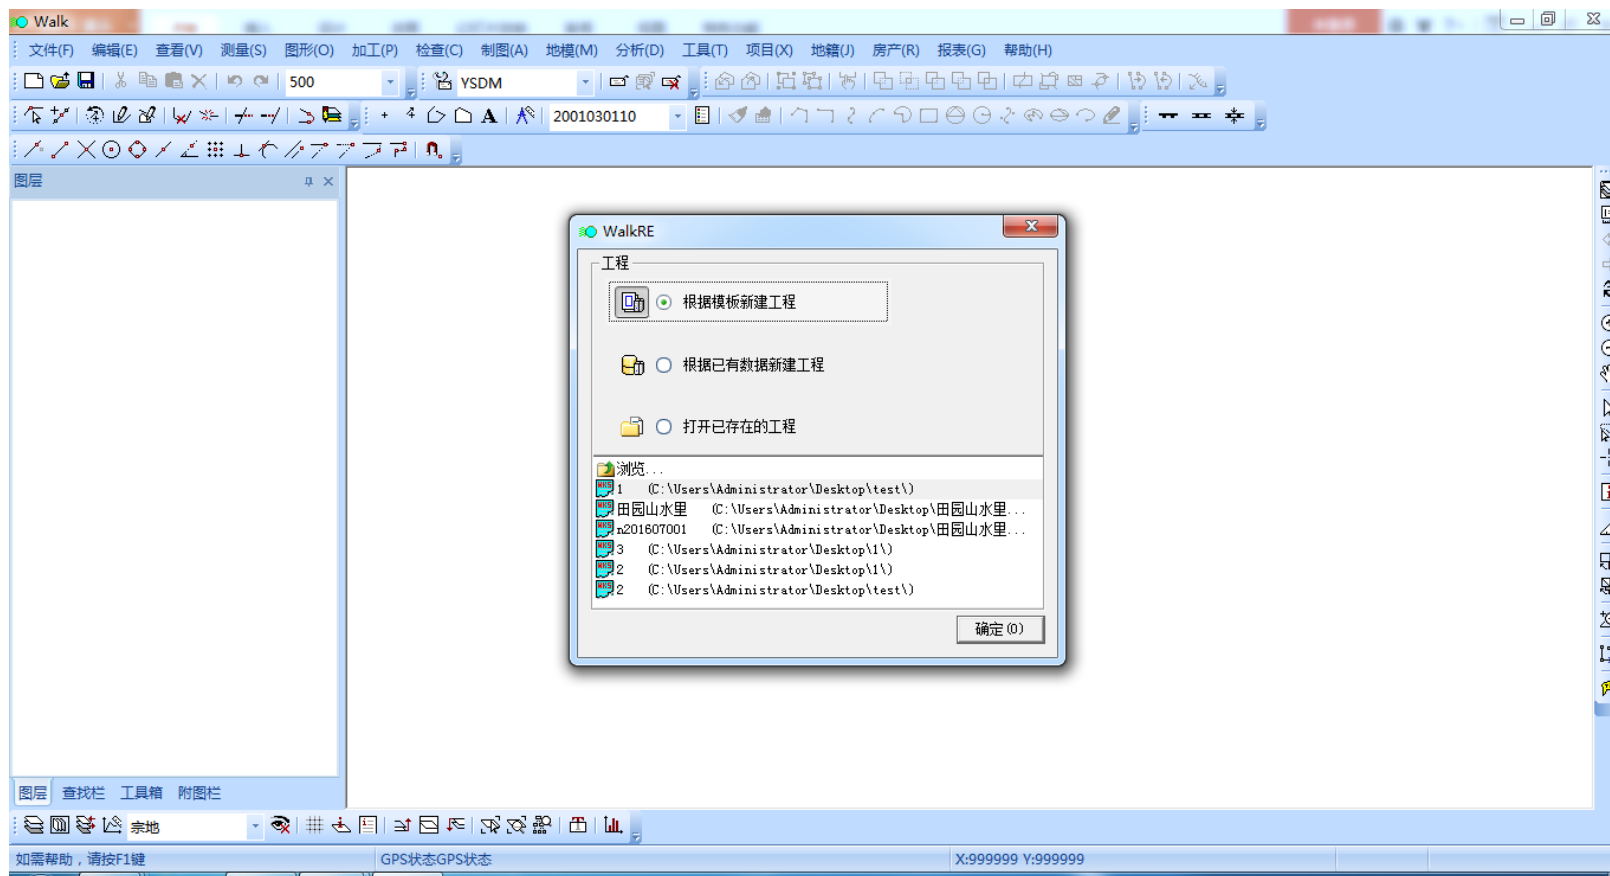 Walk
文件(F) 编辑(E) 查看(V) 测量(S) 图形(O) 加工(P) 检查(C) 制图(A) 地模(M) 分析(D) 工具(T) 项目(X) 地籍(J) 房产(R) 报表(G) 帮助(H)
500 YSDM
A 2001030110
图层
WalkRE
工程
根据模板新建工程
根据已有数据新建工程
打开已存在的工程
浏览...
1 (C:\Users\Administrator\Desktop\test\)
田园山水里 (C:\Users\Administrator\Desktop\田园山水里...
n201607001 (C:\Users\Administrator\Desktop\田园山水里...
3 (C:\Users\Administrator\Desktop\1\)
2 (C:\Users\Administrator\Desktop\1\)
2 (C:\Users\Administrator\Desktop\test\)
确定(O)
图层 查找栏 工具箱 附图栏
宗地
如需帮助，请按F1键 GPS状态GPS状态 X:999999 Y:999999